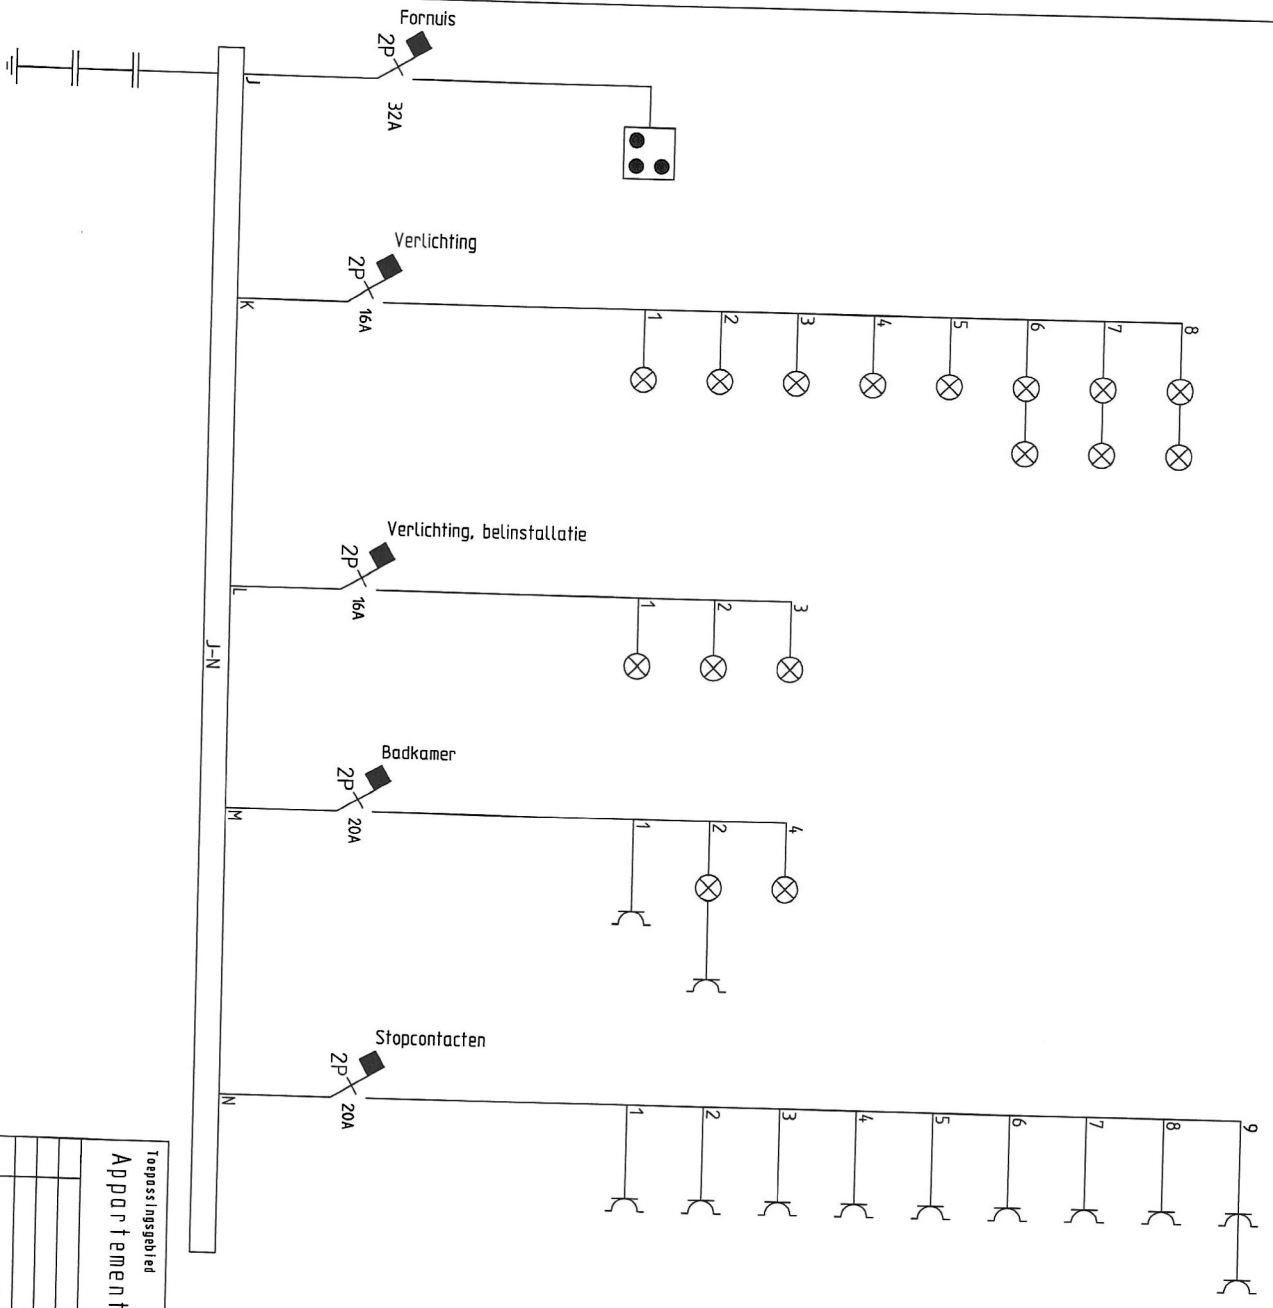 Fornuis
2P
J
32A
Verlichting
2P
K
16A
1 2 3 4 5 6 7 8
Verlichting, belinstallatie
2P
L
16A
1 2 3
J-N
Badkamer
2P
M
20A
1 2 4
Stopcontacten
2P
N
20A
1 2 3 4 5 6 7 8 9
Toepassingsgebied
Appartement